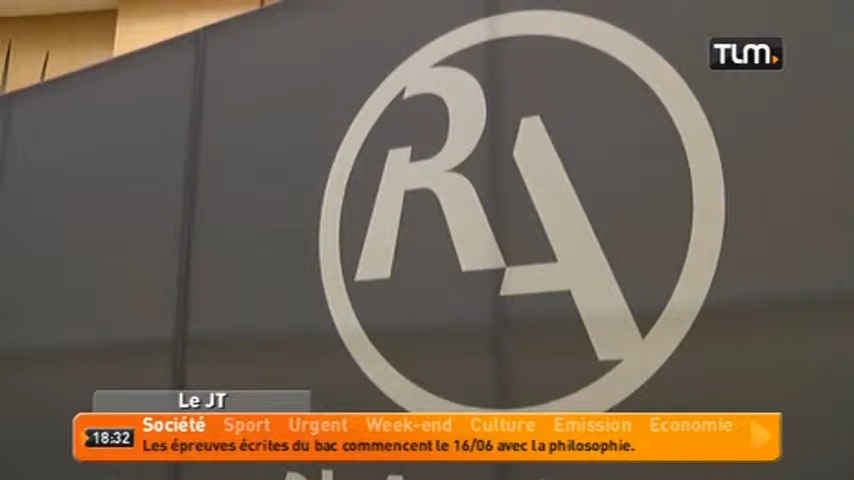 TLM
RA
Le JT
Société Sport Urgent Week-end Culture Emission Economie
18:32
Les épreuves écrites du bac commencent le 16/06 avec la philosophie.